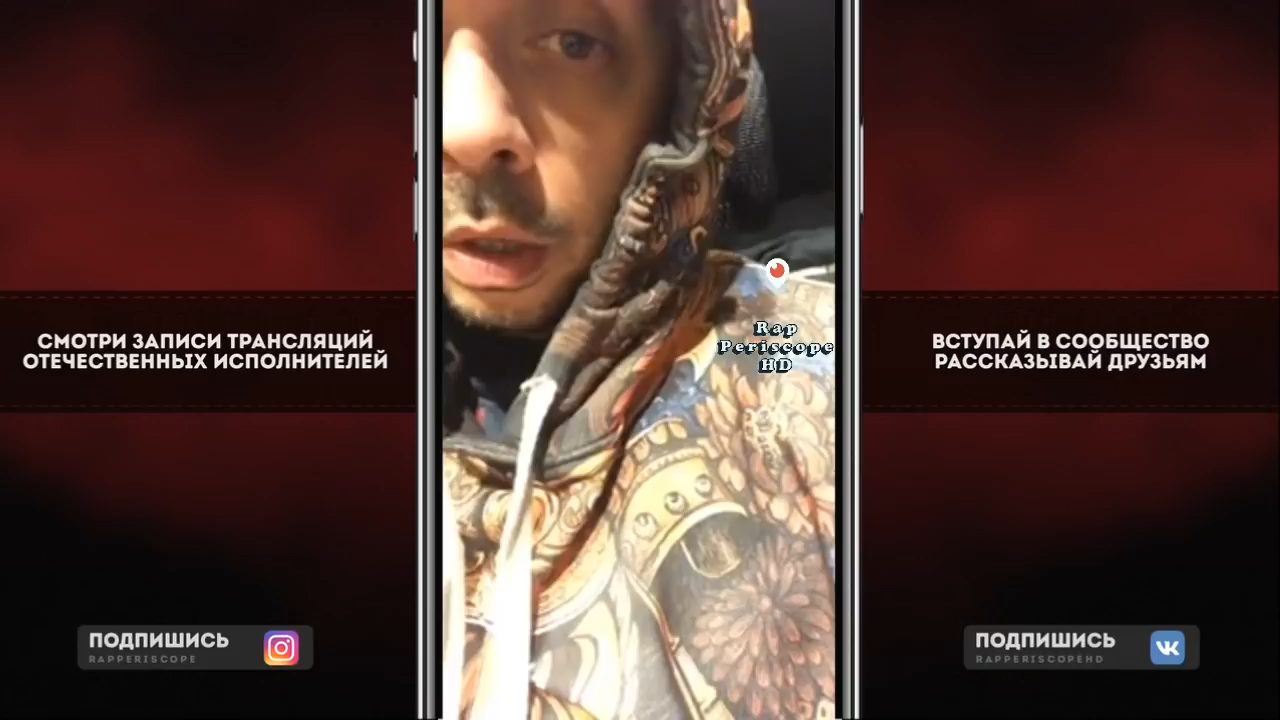 СМОТРИ ЗАПИСИ ТРАНСЛЯЦИЙ
ОТЕЧЕСТВЕННЫХ ИСПОЛНИТЕЛЕЙ
Rap
Periscope
HD
ВСТУПАЙ В СООБЩЕСТВО
РАССКАЗЫВАЙ ДРУЗЬЯМ
ПОДПИШИСЬ
RAPPERISCOPE
ПОДПИШИСЬ
RAPPERISCOPEHD